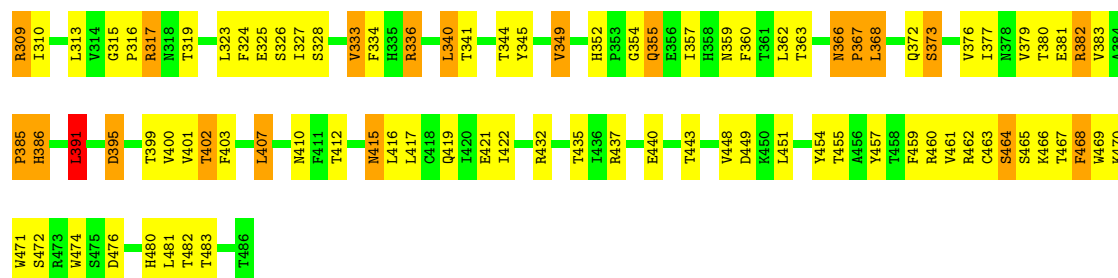 R309 I310 L313 V314 G315 P316 R317 N318 T319 L323 F324 E325 S326 I327 S328 V333 F334 H335 R336 L340 T341 T344 Y345 V349 H352 P353 G354 Q355 E356 I357 H358 N359 F360 T361 L362 T363 N366 P367 L368 Q372 S373 V376 I377 N378 V379 T380 E381 R382 V383 A384
P385 H386 L391 D395 T399 V400 V401 T402 F403 L407 N410 F411 T412 N415 L416 L417 C418 Q419 I420 E421 I422 R432 T435 I436 R437 E440 T443 V448 D449 K450 L451 Y454 T455 A456 Y457 T458 F459 R460 V461 R462 C463 S464 S465 K466 T467 F468 W469 Y470
W471 S472 R473 W474 S475 D476 H480 L481 T482 T483 T486